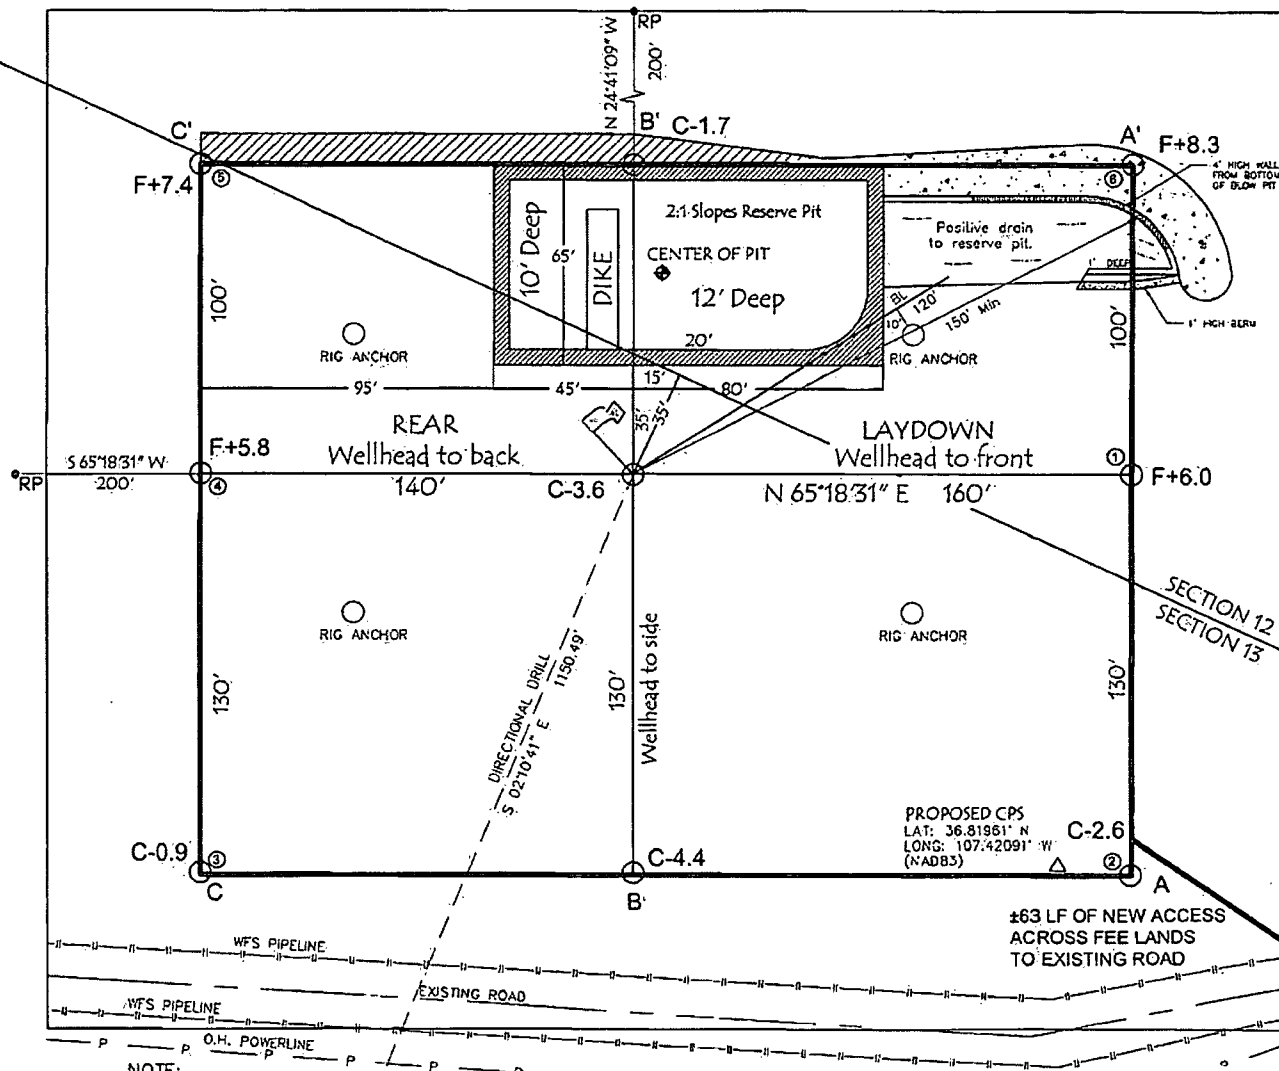 RP
N 24°41'09" W
200'
C'
B'
C-1.7
A'
F+8.3
F+7.4
5
6
4' HIGH WALL
FROM BOTTOM
OF BLOW PIT
10' Deep
65'
DIKE
2:1 Slopes Reserve Pit
CENTER OF PIT
12' Deep
20'
Positive drain
to reserve pit.
1' DEEP
1' HIGH BERM
BL
10'
120'
150' Min
100'
100'
RIG ANCHOR
RIG ANCHOR
95'
45'
15'
80'
35'
35'
REAR
Wellhead to back
140'
LAYDOWN
Wellhead to front
N 65°18'31" E 160'
S 65°18'31" W
200'
RP
F+5.8
4
C-3.6
1
F+6.0
SECTION 12
SECTION 13
RIG ANCHOR
RIG ANCHOR
130'
130'
Wellhead to side
130'
DIRECTIONAL DRILL
1150.49'
S 02°10'41" E
PROPOSED CPS
LAT: 36.81961° N
LONG: 107.42091° W
(NAD83)
C-2.6
2
A
C-0.9
3
C
C-4.4
B'
±63 LF OF NEW ACCESS
ACROSS FEE LANDS
TO EXISTING ROAD
WFS PIPELINE
EXISTING ROAD
WFS PIPELINE
O.H. POWERLINE
P P P P P P
NOTE: